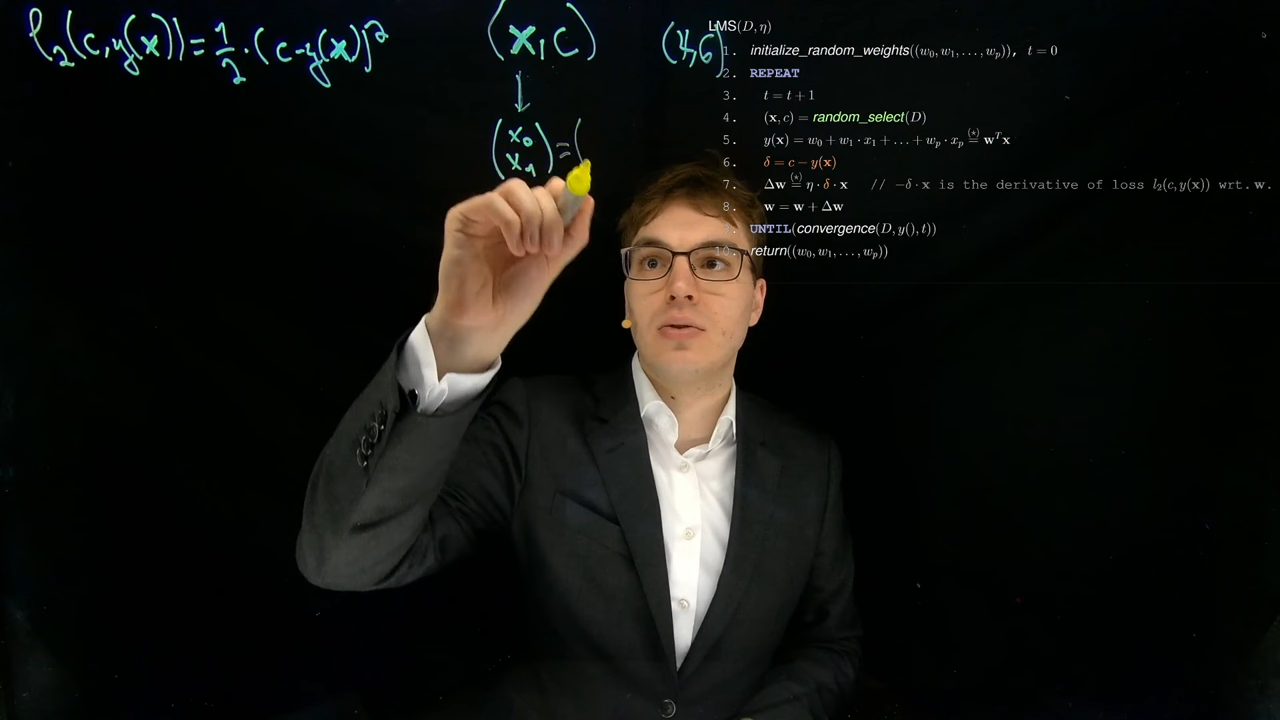 l₂(c,y(x))=1/2·(c-y(x))²
(x,c)
(x₀ x₁)=(
LMS(D, η)
1. initialize_random_weights((w₀, w₁, …, wₚ)), t = 0
2. REPEAT
3. t = t + 1
4. (x, c) = random_select(D)
5. y(x) = w₀ + w₁ · x₁ + … + wₚ · xₚ (⋆)= wᵀx
6. δ = c − y(x)
7. Δw (⋆)= η · δ · x // −δ · x is the derivative of loss l₂(c, y(x)) wrt. w.
8. w = w + Δw
UNTIL(convergence(D, y(), t))
10. return((w₀, w₁, …, wₚ))